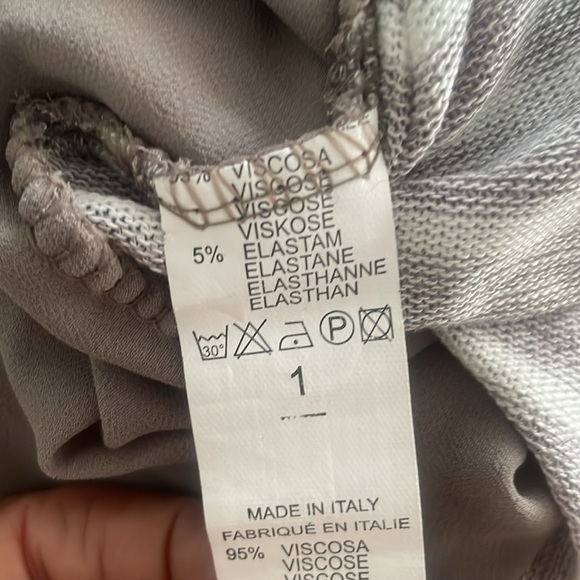 VISCOSA
VISCOSE
VISCOSE
VISKOSE
5% ELASTAM
ELASTANE
ELASTHANNE
ELASTHAN
30° P
1
MADE IN ITALY
FABRIQUÉ EN ITALIE
95% VISCOSA
VISCOSE
VISCOSE